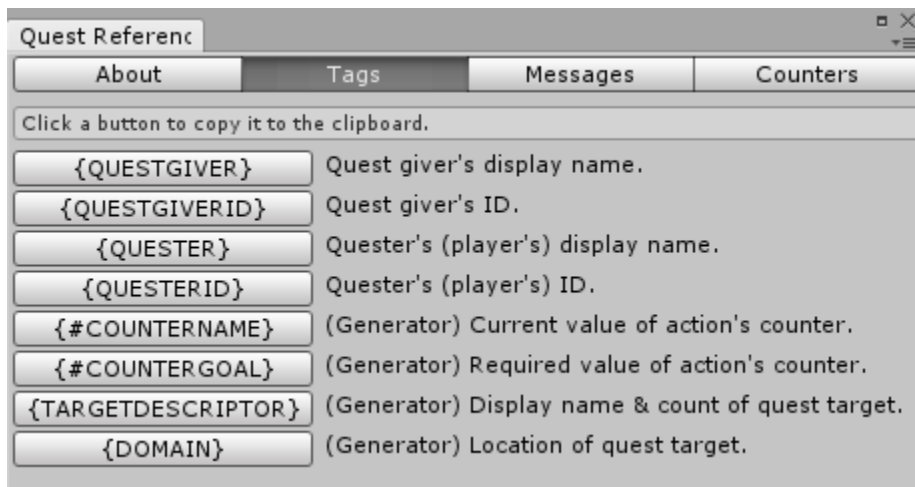 Quest Referenc
About Tags Messages Counters
Click a button to copy it to the clipboard.
{QUESTGIVER} Quest giver's display name.
{QUESTGIVERID} Quest giver's ID.
{QUESTER} Quester's (player's) display name.
{QUESTERID} Quester's (player's) ID.
{#COUNTERNAME} (Generator) Current value of action's counter.
{#COUNTERGOAL} (Generator) Required value of action's counter.
{TARGETDESCRIPTOR} (Generator) Display name & count of quest target.
{DOMAIN} (Generator) Location of quest target.